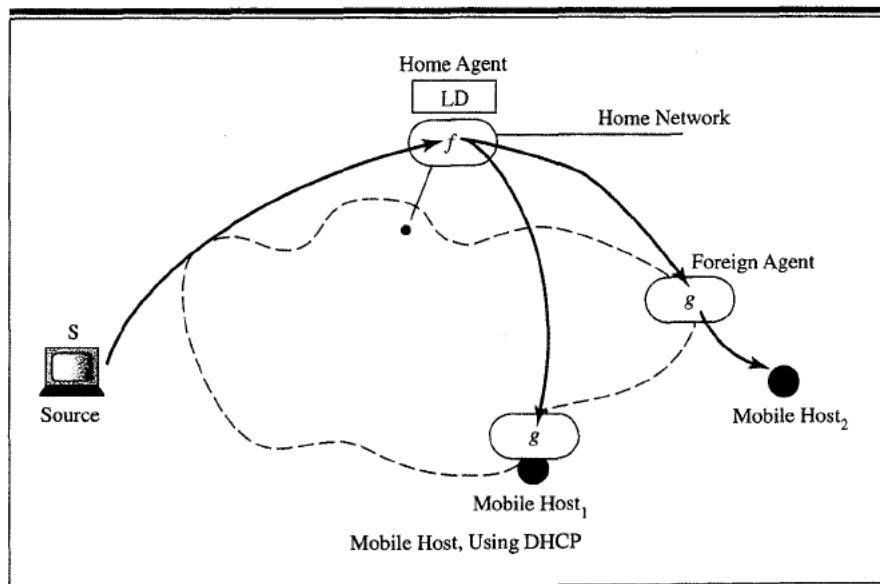 Home Agent
LD
Home Network
f
Foreign Agent
g
S
Source
Mobile Host₂
g
Mobile Host₁
Mobile Host, Using DHCP